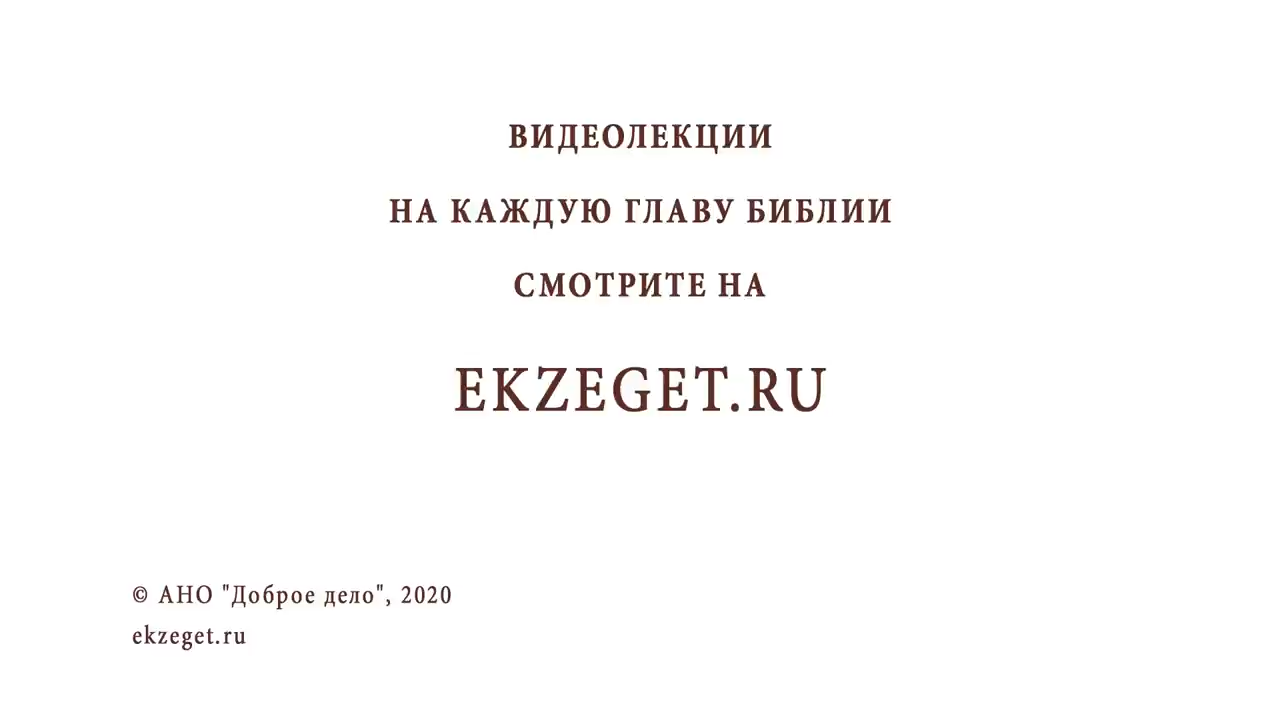 ВИДЕОЛЕКЦИИ
НА КАЖДУЮ ГЛАВУ БИБЛИИ
СМОТРИТЕ НА
EKZEGET.RU
© АНО "Доброе дело", 2020
ekzeget.ru